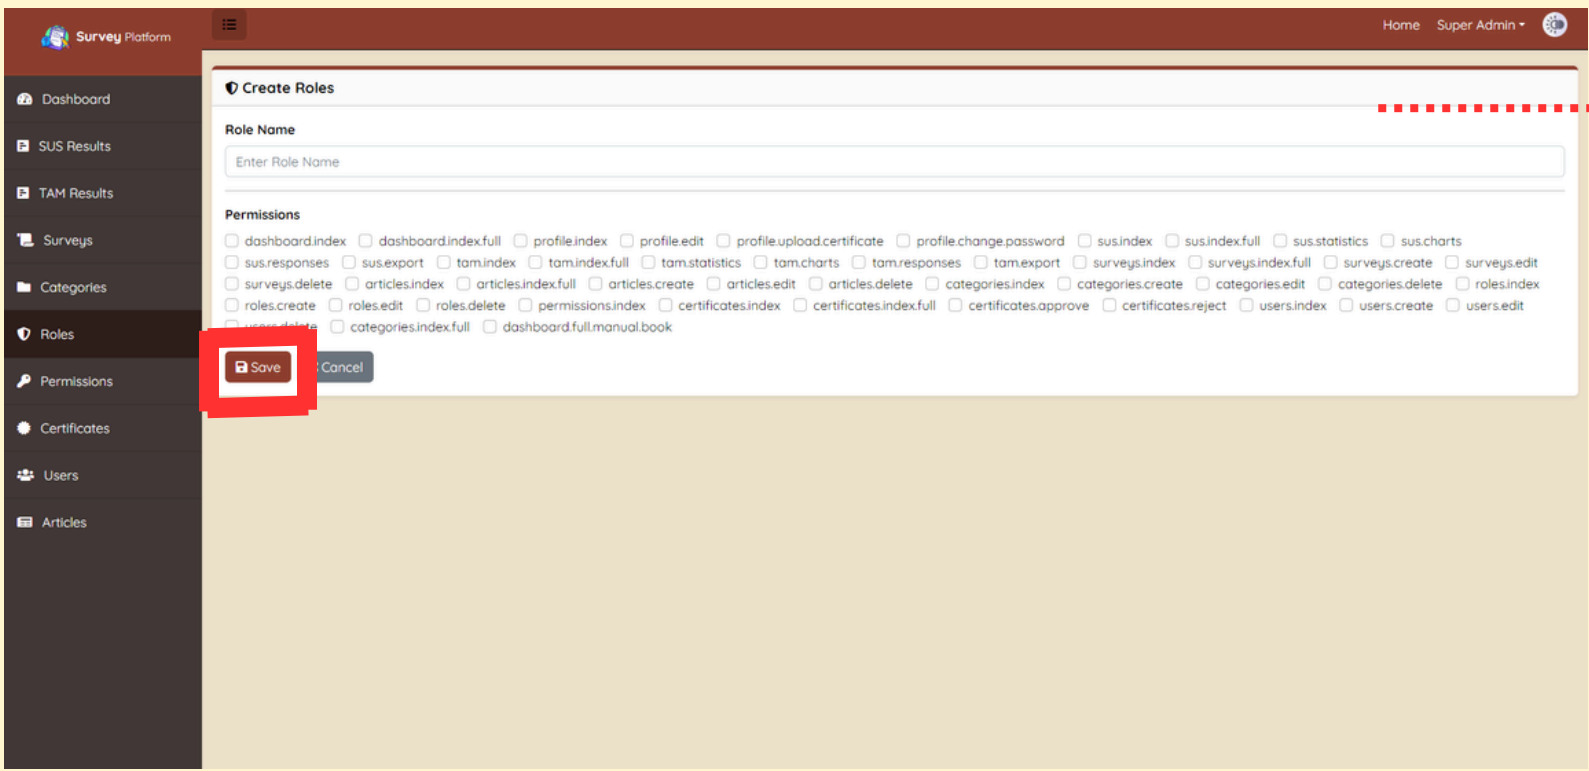 Survey Platform
Home Super Admin
Dashboard
SUS Results
TAM Results
Surveys
Categories
Roles
Permissions
Certificates
Users
Articles
Create Roles
Role Name
Enter Role Name
Permissions
dashboard.index dashboard.index.full profile.index profile.edit profile.upload.certificate profile.change.password sus.index sus.index.full sus.statistics sus.charts
sus.responses sus.export tam.index tam.index.full tam.statistics tam.charts tam.responses tam.export surveys.index surveys.index.full surveys.create surveys.edit
surveys.delete articles.index articles.index.full articles.create articles.edit articles.delete categories.index categories.create categories.edit categories.delete roles.index
roles.create roles.edit roles.delete permissions.index certificates.index certificates.index.full certificates.approve certificates.reject users.index users.create users.edit
users.delete categories.index.full dashboard.full.manual.book
Save Cancel